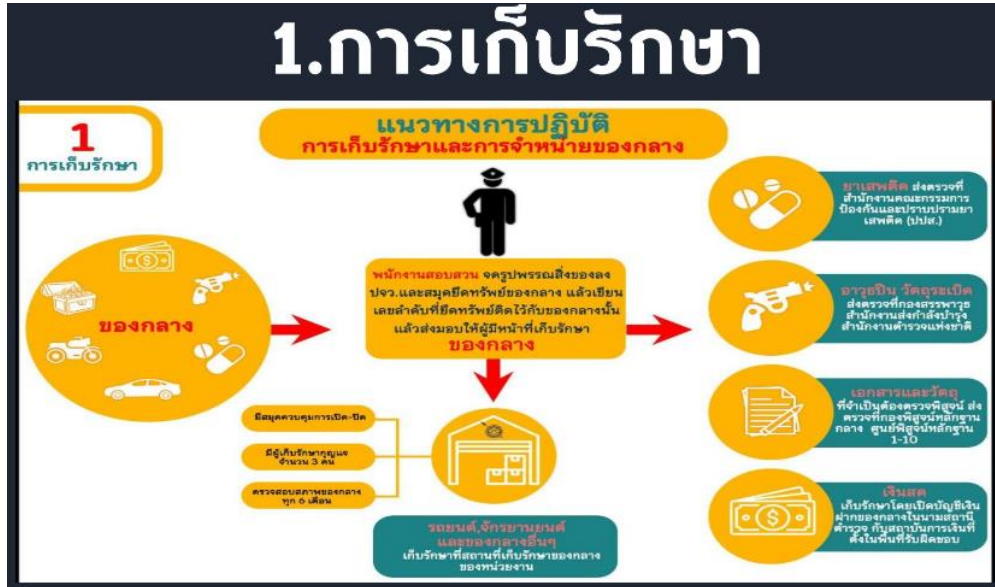 1.การเก็บรักษา
1
การเก็บรักษา
แนวทางการปฏิบัติ
การเก็บรักษาและการจำหน่ายของกลาง
ของกลาง
พนักงานสอบสวน จดรูปพรรณสิ่งของลง
ปจว.และสมุดยึดทรัพย์ของกลาง แล้วเขียน
เลขลำดับที่ยึดทรัพย์ติดไว้กับของกลางนั้น
แล้วส่งมอบให้ผู้มีหน้าที่เก็บรักษา
ของกลาง
มีสมุดควบคุมการเปิด-ปิด
มีผู้เก็บรักษากุญแจ
จำนวน 3 คน
ตรวจสอบสภาพของกลาง
ทุก 6 เดือน
รถยนต์,จักรยานยนต์
และของกลางอื่นๆ
เก็บรักษาที่สถานที่เก็บรักษาของกลาง
ของหน่วยงาน
ยาเสพติด ส่งตรวจที่
สำนักงานคณะกรรมการ
ป้องกันและปราบปรามยา
เสพติด (ปปส.)
อาวุธปืน วัตถุระเบิด
ส่งตรวจที่กองสรรพาวุธ
สำนักงานส่งกำลังบำรุง
สำนักงานตำรวจแห่งชาติ
เอกสารและวัตถุ
ที่จำเป็นต้องตรวจพิสูจน์ ส่ง
ตรวจที่กองพิสูจน์หลักฐาน
กลาง ศูนย์พิสูจน์หลักฐาน
1-10
เงินสด
เก็บรักษาโดยเปิดบัญชีเงิน
ฝากของกลางในนามสถานี
ตำรวจ กับสถาบันการเงินที่
ตั้งในพื้นที่รับผิดชอบ